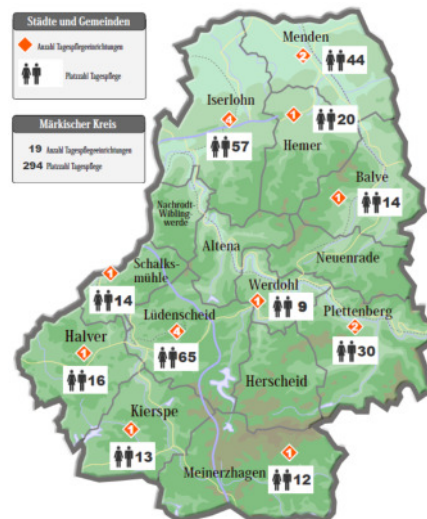 Städte und Gemeinden
Anzahl Tagespflegeeinrichtungen
Platzzahl Tagespflege
Märkischer Kreis
19 Anzahl Tagespflegeeinrichtungen
294 Platzzahl Tagespflege
Menden
2
44
Iserlohn
4
57
1
20
Hemer
Balve
1
14
Nachrodt-
Wibling-
werde
Altena
Neuenrade
Schalks-
mühle
1
14
Werdohl
1
9
Lüdenscheid
4
65
Plettenberg
2
30
Halver
1
16
Herscheid
Kierspe
1
13
Meinerzhagen
1
12